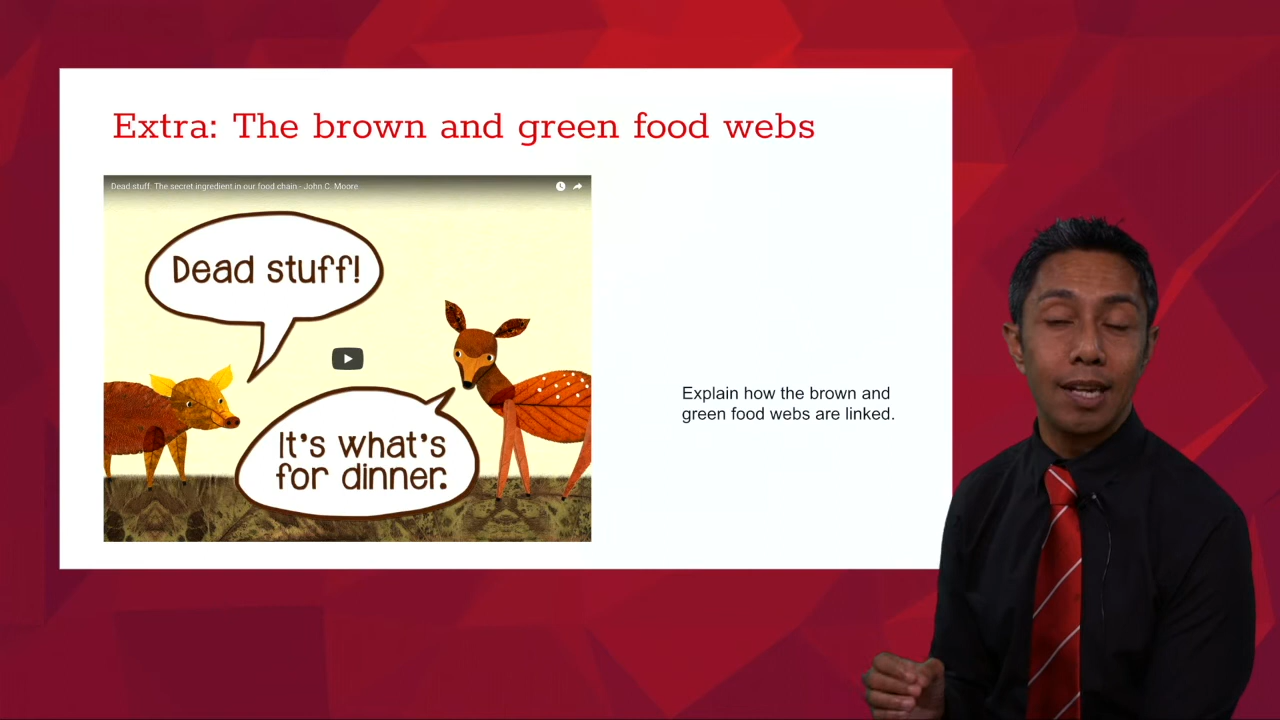 Extra: The brown and green food webs
Dead stuff: The secret ingredient in our food chain - John C. Moore
Dead stuff!
It's what's
for dinner.
Explain how the brown and
green food webs are linked.